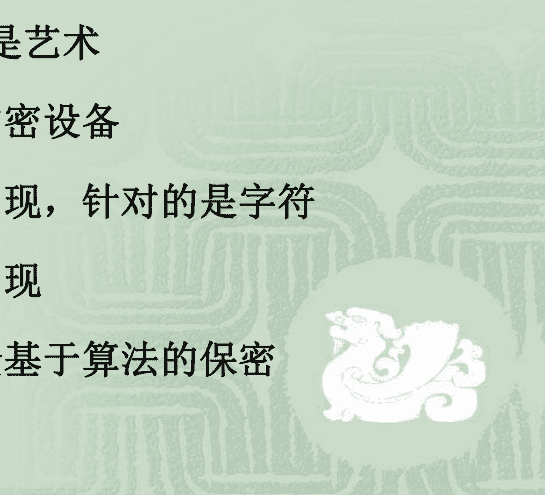 是艺术
密设备
现，针对的是字符
现
基于算法的保密